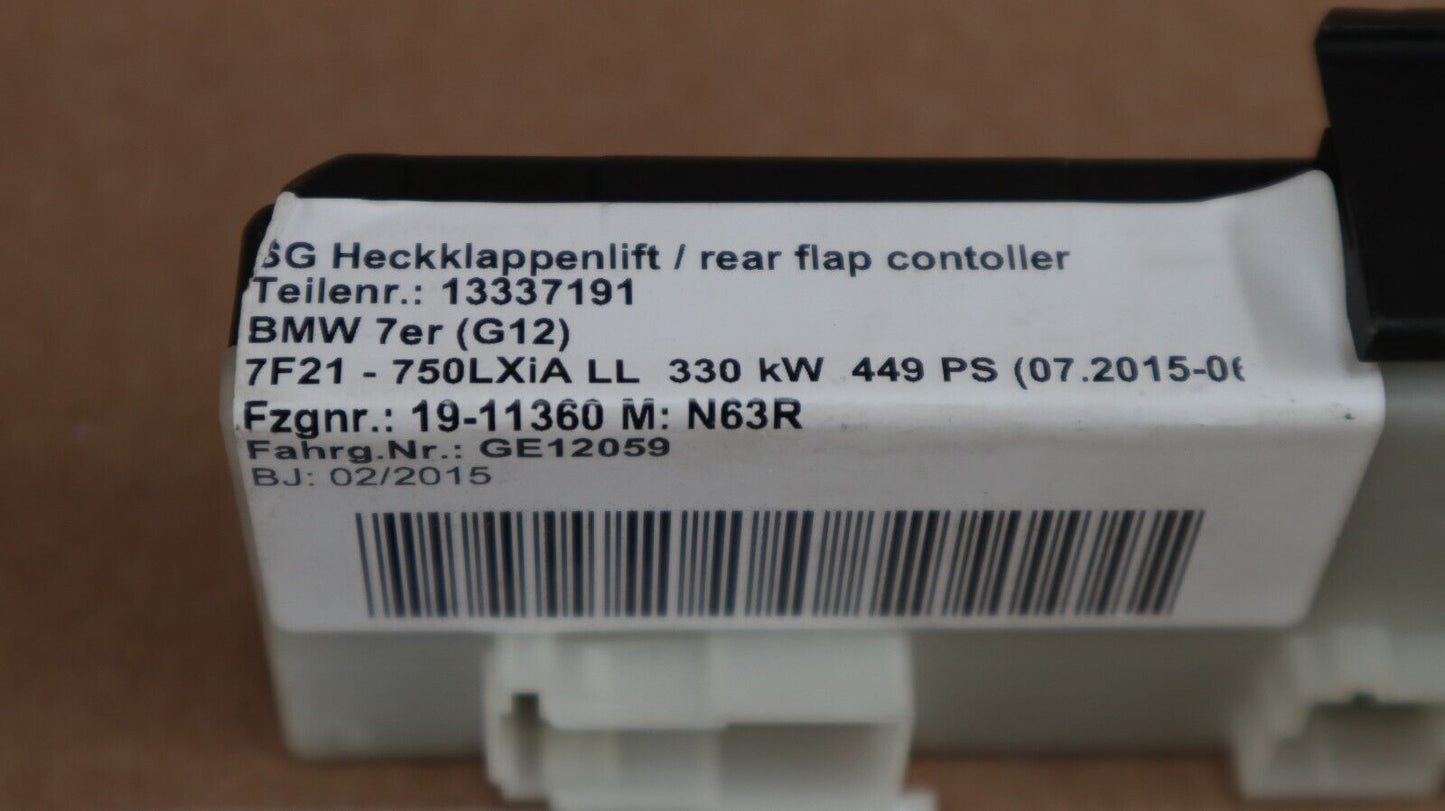 SG Heckklappenlift / rear flap contoller
Teilenr.: 13337191
BMW 7er (G12)
7F21 - 750LXiA LL 330 kW 449 PS (07.2015-06
Fzgnr.: 19-11360 M: N63R
Fahrg.Nr.: GE12059
BJ: 02/2015